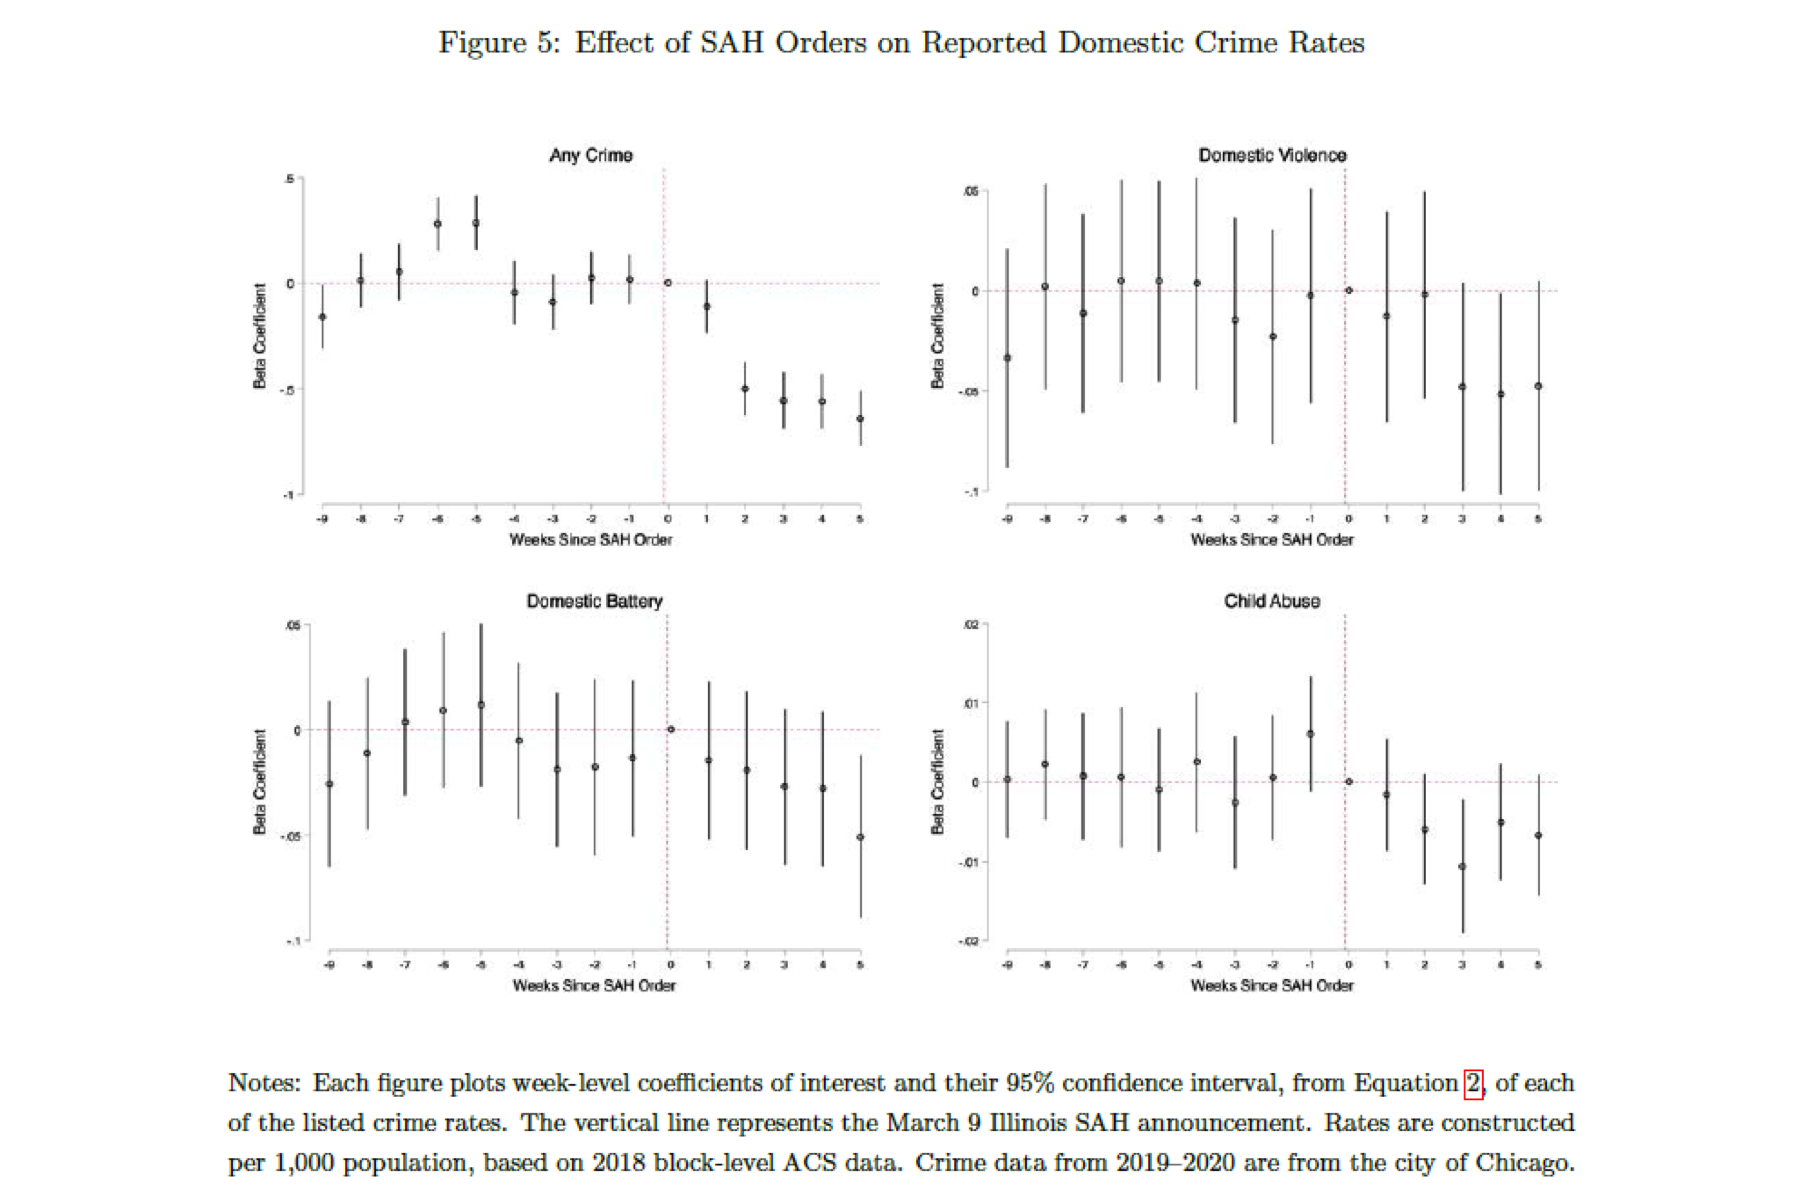 Figure 5: Effect of SAH Orders on Reported Domestic Crime Rates
Any Crime
.5
0
-.5
-1
Beta Coefficient
-9 -8 -7 -6 -5 -4 -3 -2 -1 0 1 2 3 4 5
Weeks Since SAH Order
Domestic Violence
.05
0
-.05
-.1
Beta Coefficient
-9 -8 -7 -6 -5 -4 -3 -2 -1 0 1 2 3 4 5
Weeks Since SAH Order
Domestic Battery
.05
0
-.05
-.1
Beta Coefficient
-9 -8 -7 -6 -5 -4 -3 -2 -1 0 1 2 3 4 5
Weeks Since SAH Order
Child Abuse
.02
.01
0
-.01
-.02
Beta Coefficient
-9 -8 -7 -6 -5 -4 -3 -2 -1 0 1 2 3 4 5
Weeks Since SAH Order
Notes: Each figure plots week-level coefficients of interest and their 95% confidence interval, from Equation 2, of each
of the listed crime rates. The vertical line represents the March 9 Illinois SAH announcement. Rates are constructed
per 1,000 population, based on 2018 block-level ACS data. Crime data from 2019–2020 are from the city of Chicago.